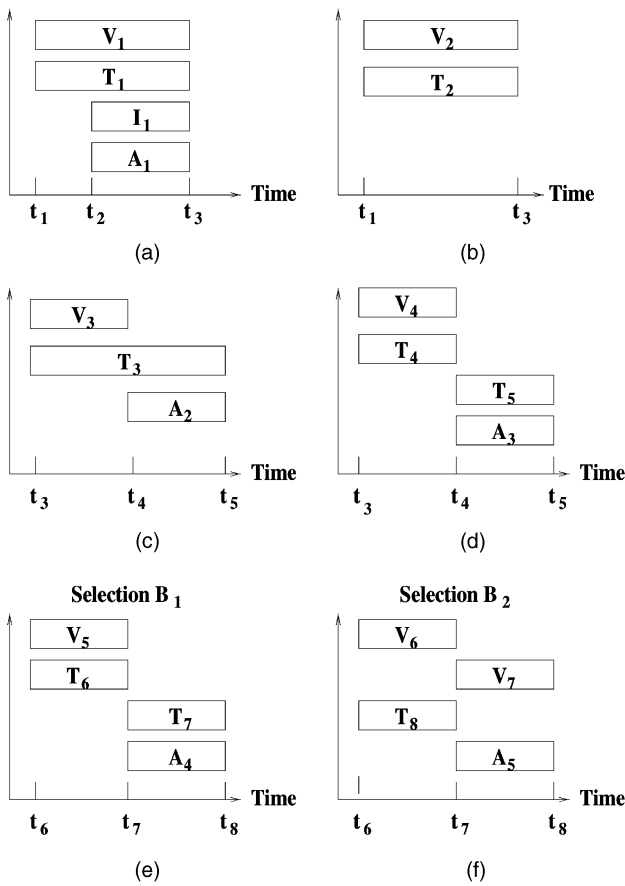 V1
T1
I1
A1
Time
t1 t2 t3
(a)
V2
T2
Time
t1 t3
(b)
V3
T3
A2
Time
t3 t4 t5
(c)
V4
T4
T5
A3
Time
t3 t4 t5
(d)
Selection B1
V5
T6
T7
A4
Time
t6 t7 t8
(e)
Selection B2
V6
V7
T8
A5
Time
t6 t7 t8
(f)